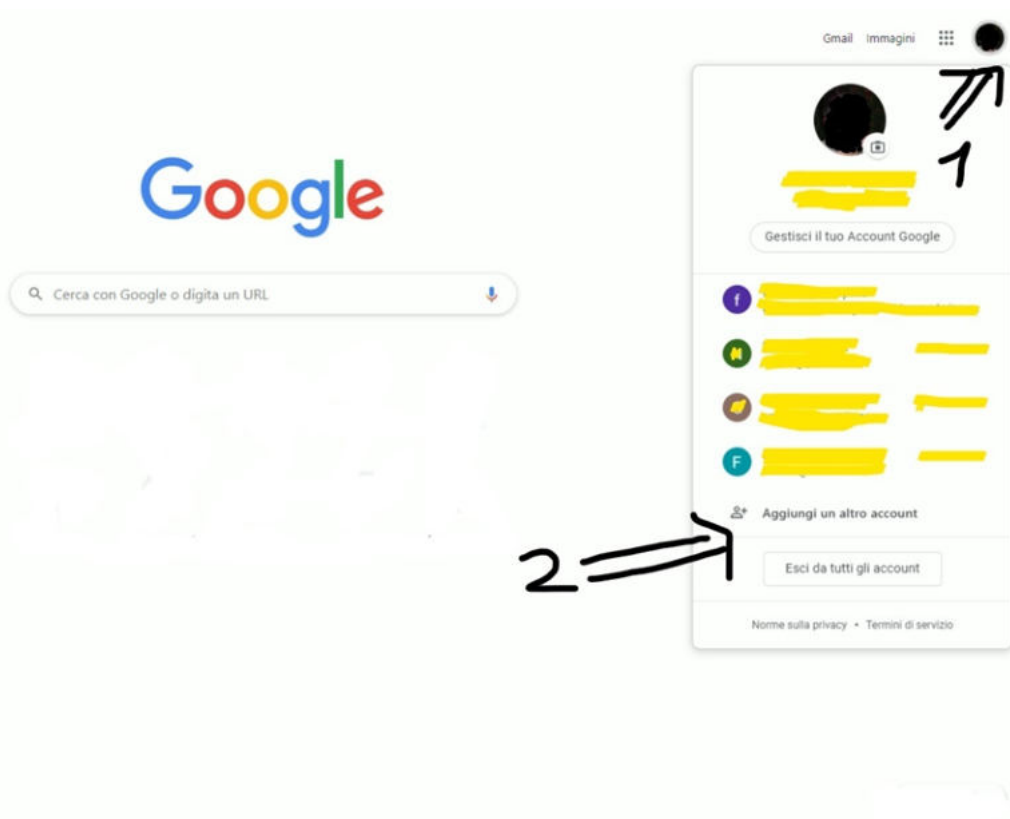 Gmail Immagini
1
Google
Gestisci il tuo Account Google
Cerca con Google o digita un URL
f
N
F
Aggiungi un altro account
2
Esci da tutti gli account
Norme sulla privacy • Termini di servizio